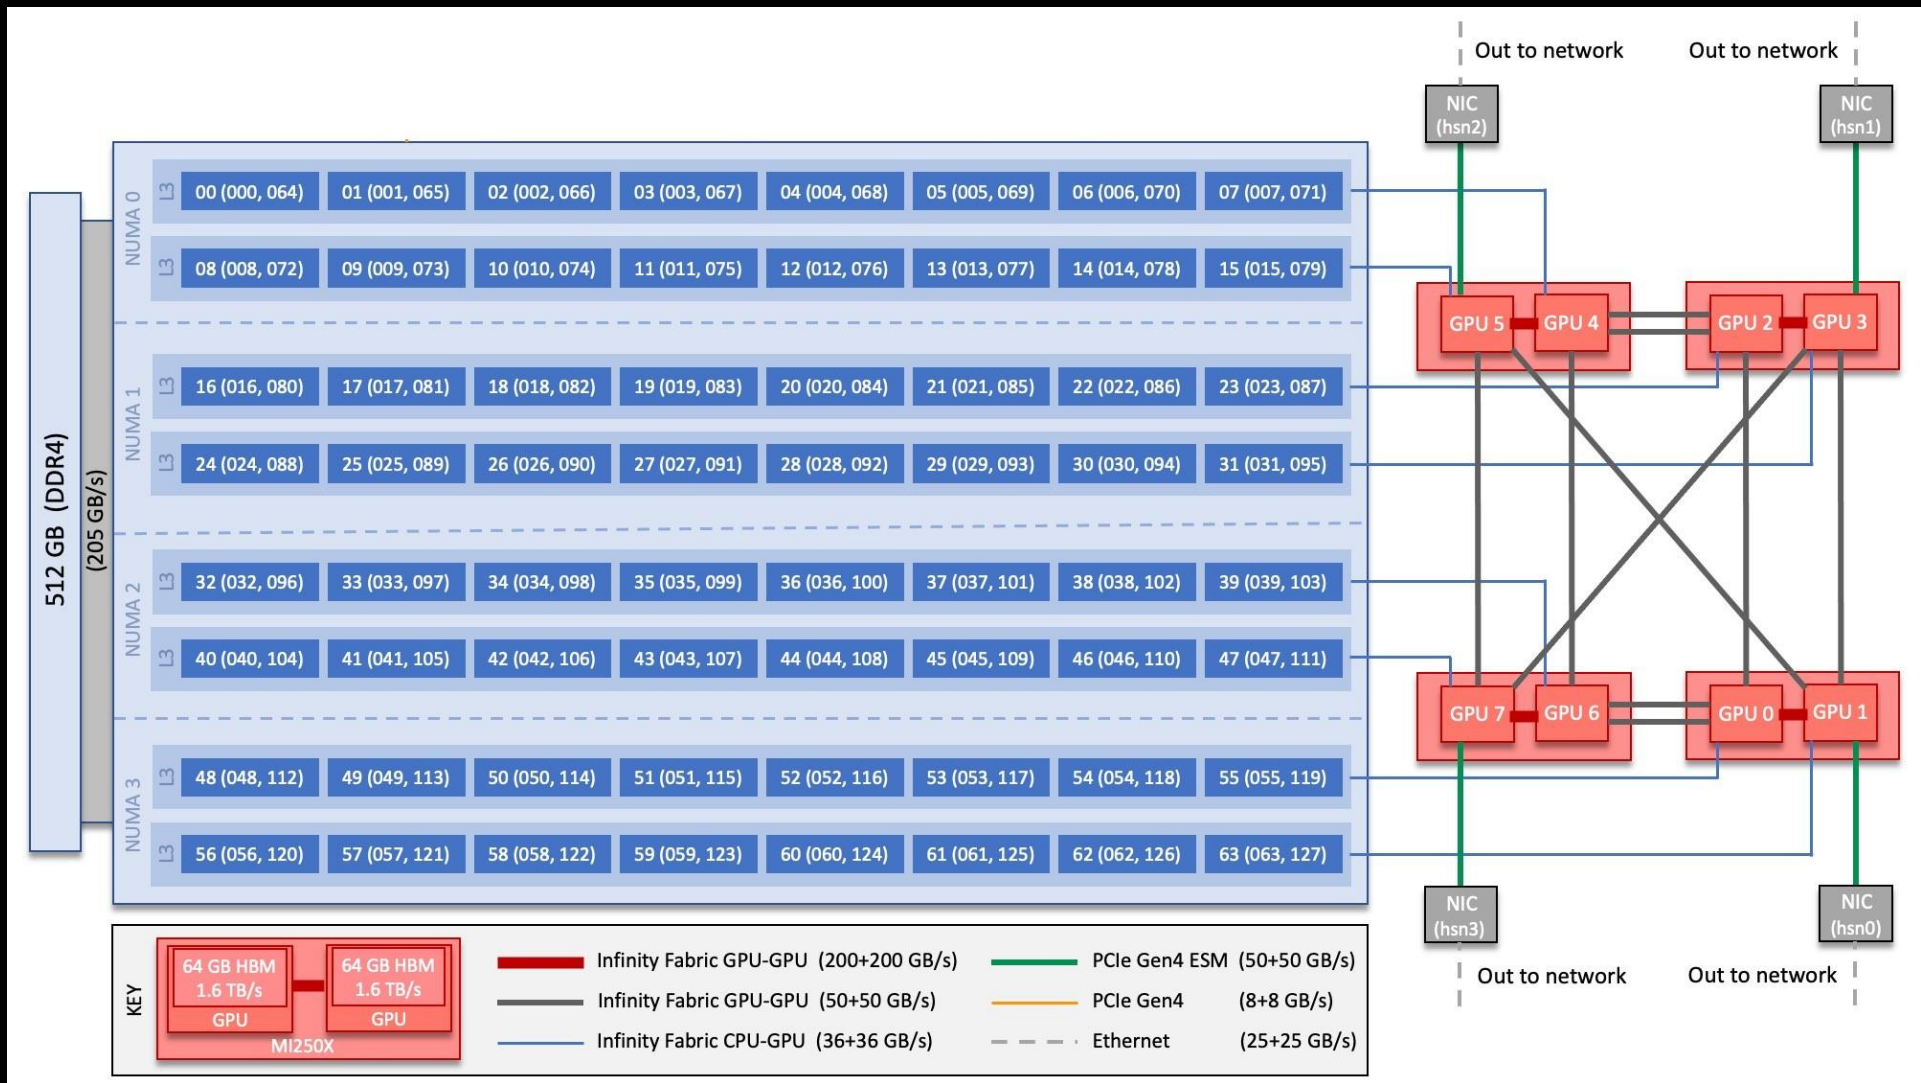 Out to network
Out to network
NIC
(hsn2)
NIC
(hsn1)
512 GB (DDR4)
(205 GB/s)
NUMA 0
L3
00 (000, 064) 01 (001, 065) 02 (002, 066) 03 (003, 067) 04 (004, 068) 05 (005, 069) 06 (006, 070) 07 (007, 071)
L3
08 (008, 072) 09 (009, 073) 10 (010, 074) 11 (011, 075) 12 (012, 076) 13 (013, 077) 14 (014, 078) 15 (015, 079)
NUMA 1
L3
16 (016, 080) 17 (017, 081) 18 (018, 082) 19 (019, 083) 20 (020, 084) 21 (021, 085) 22 (022, 086) 23 (023, 087)
L3
24 (024, 088) 25 (025, 089) 26 (026, 090) 27 (027, 091) 28 (028, 092) 29 (029, 093) 30 (030, 094) 31 (031, 095)
NUMA 2
L3
32 (032, 096) 33 (033, 097) 34 (034, 098) 35 (035, 099) 36 (036, 100) 37 (037, 101) 38 (038, 102) 39 (039, 103)
L3
40 (040, 104) 41 (041, 105) 42 (042, 106) 43 (043, 107) 44 (044, 108) 45 (045, 109) 46 (046, 110) 47 (047, 111)
NUMA 3
L3
48 (048, 112) 49 (049, 113) 50 (050, 114) 51 (051, 115) 52 (052, 116) 53 (053, 117) 54 (054, 118) 55 (055, 119)
L3
56 (056, 120) 57 (057, 121) 58 (058, 122) 59 (059, 123) 60 (060, 124) 61 (061, 125) 62 (062, 126) 63 (063, 127)
GPU 5 GPU 4 GPU 2 GPU 3
GPU 7 GPU 6 GPU 0 GPU 1
NIC
(hsn3)
NIC
(hsn0)
Out to network
Out to network
KEY
64 GB HBM
1.6 TB/s
GPU
64 GB HBM
1.6 TB/s
GPU
MI250X
Infinity Fabric GPU-GPU (200+200 GB/s)
Infinity Fabric GPU-GPU (50+50 GB/s)
Infinity Fabric CPU-GPU (36+36 GB/s)
PCIe Gen4 ESM (50+50 GB/s)
PCIe Gen4 (8+8 GB/s)
Ethernet (25+25 GB/s)